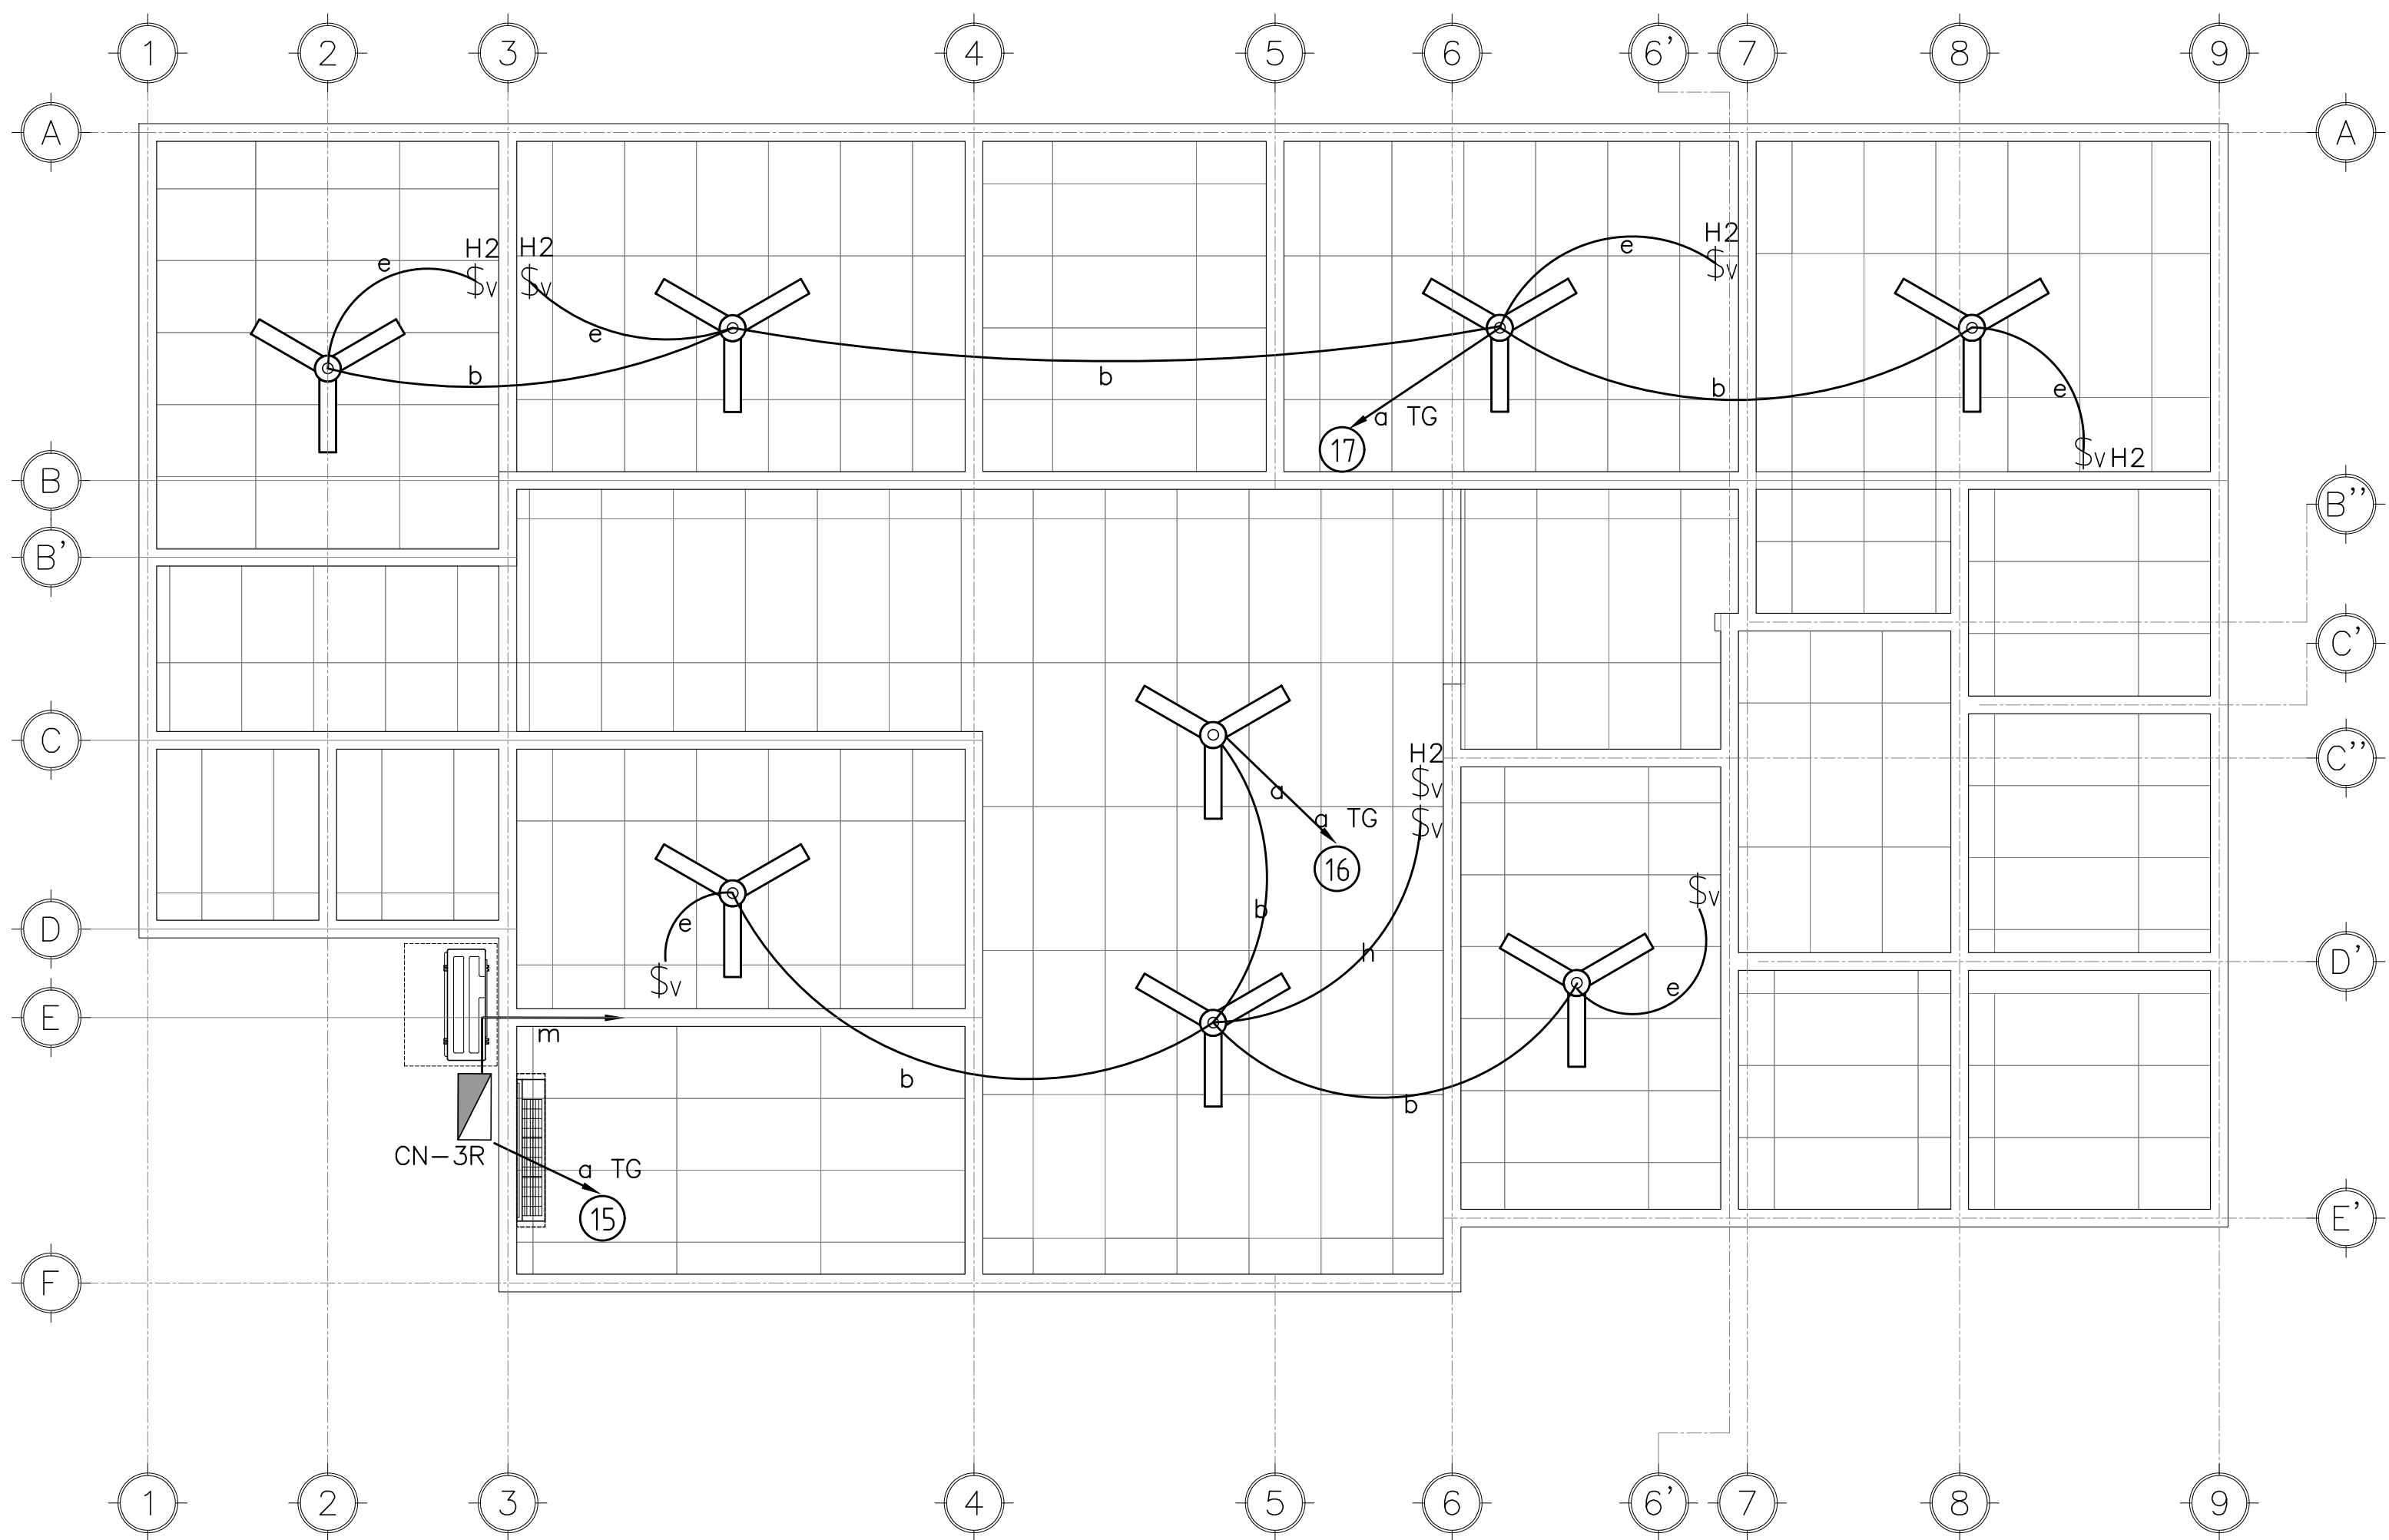 1 2 3 4 5 6 6’ 7 8 9
A A
H2 H2 H2
$V $V $V
e e e
b b b e
a TG
17
$V H2
B B’’
B’
C’
C C’’
H2
$V
a
a TG $V
16
$V
b
D e h D’
$V e
E
m
b b
CN-3R a TG
15 E’
F
1 2 3 4 5 6 6’ 7 8 9